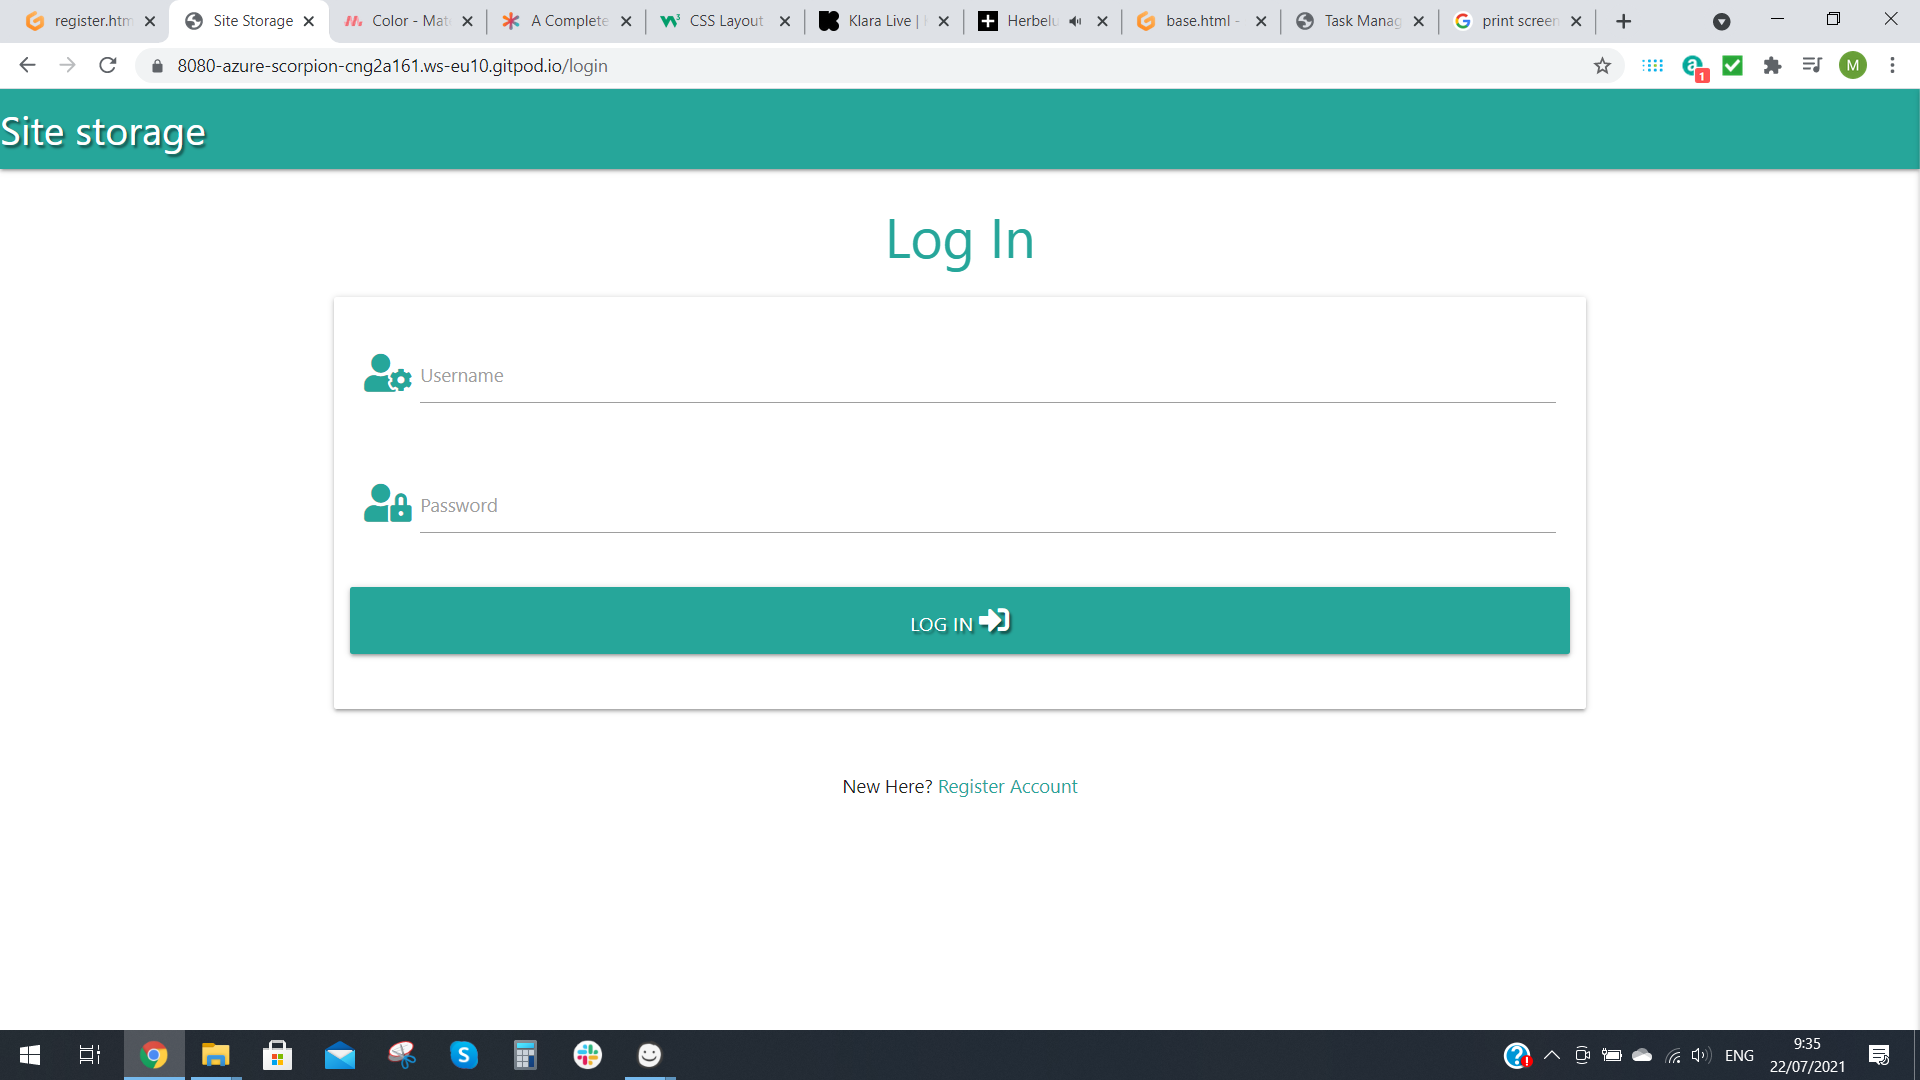 register.htm
Site Storage
Color - Mat
A Complete
CSS Layout
Klara Live |
Herbelu
base.html -
Task Manag
print screen
8080-azure-scorpion-cng2a161.ws-eu10.gitpod.io/login
a
1
M
Site storage
Log In
Username
Password
LOG IN
New Here? Register Account
S
?
ENG
9:35
22/07/2021